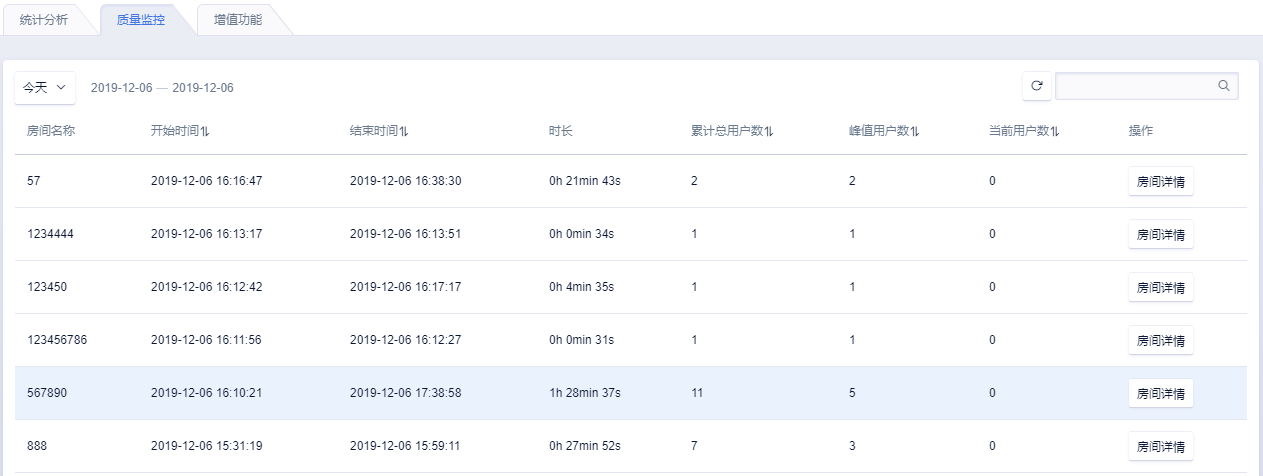 统计分析 质量监控 增值功能
今天 2019-12-06 — 2019-12-06
房间名称 开始时间 结束时间 时长 累计总用户数 峰值用户数 当前用户数 操作
57 2019-12-06 16:16:47 2019-12-06 16:38:30 0h 21min 43s 2 2 0 房间详情
1234444 2019-12-06 16:13:17 2019-12-06 16:13:51 0h 0min 34s 1 1 0 房间详情
123450 2019-12-06 16:12:42 2019-12-06 16:17:17 0h 4min 35s 1 1 0 房间详情
123456786 2019-12-06 16:11:56 2019-12-06 16:12:27 0h 0min 31s 1 1 0 房间详情
567890 2019-12-06 16:10:21 2019-12-06 17:38:58 1h 28min 37s 11 5 0 房间详情
888 2019-12-06 15:31:19 2019-12-06 15:59:11 0h 27min 52s 7 3 0 房间详情